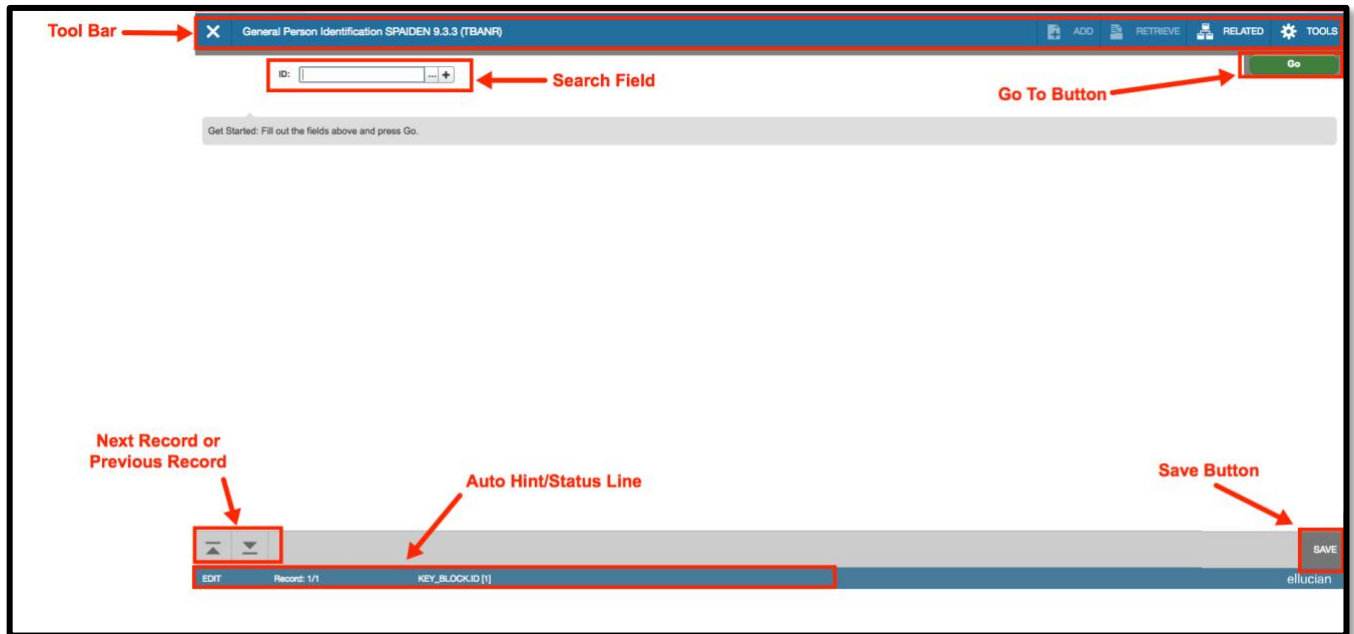 Tool Bar
General Person Identification SPAIDEN 9.3.3 (TBANR)
ADD
RETRIEVE
RELATED
TOOLS
ID:
...
+
Search Field
Go
Go To Button
Get Started: Fill out the fields above and press Go.
Next Record or
Previous Record
Auto Hint/Status Line
Save Button
SAVE
EDIT
Record: 1/1
KEY_BLOCK.ID [1]
ellucian